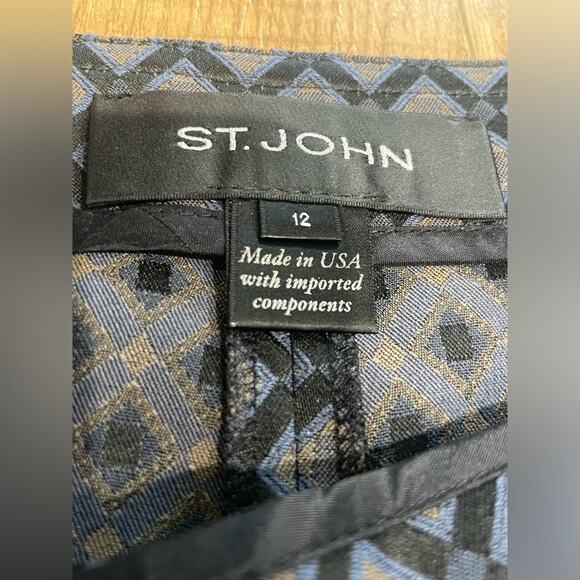 ST. JOHN
12
Made in USA
with imported
components